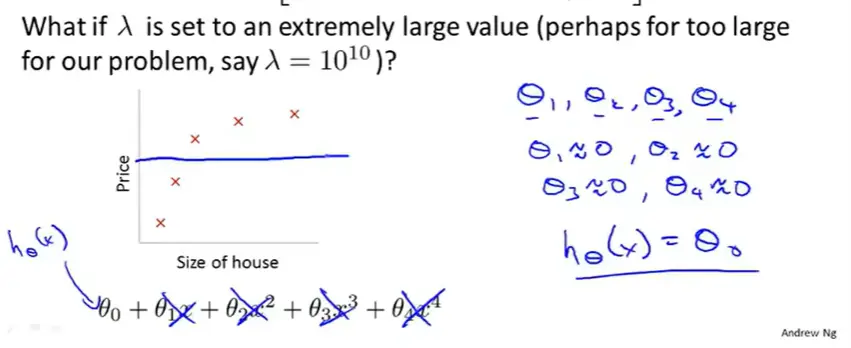 What if λ is set to an extremely large value (perhaps for too large
for our problem, say λ = 10¹⁰)?
Price
Size of house
hθ(x)
θ₀ + θ₁x + θ₂x² + θ₃x³ + θ₄x⁴
θ₁, θ₂, θ₃, θ₄
θ₁ ≈ 0, θ₂ ≈ 0
θ₃ ≈ 0, θ₄ ≈ 0
hθ(x) = θ₀
Andrew Ng